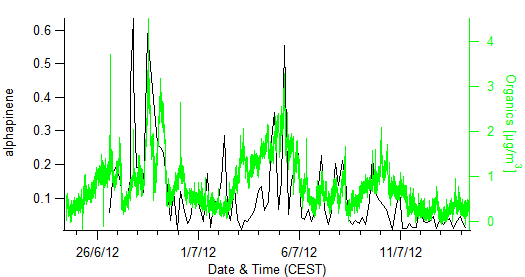 0.6
0.5
0.4
0.3
0.2
0.1
alphapinene
4
3
2
1
0
Organics [µg/m³]
26/6/12 1/7/12 6/7/12 11/7/12
Date & Time (CEST)